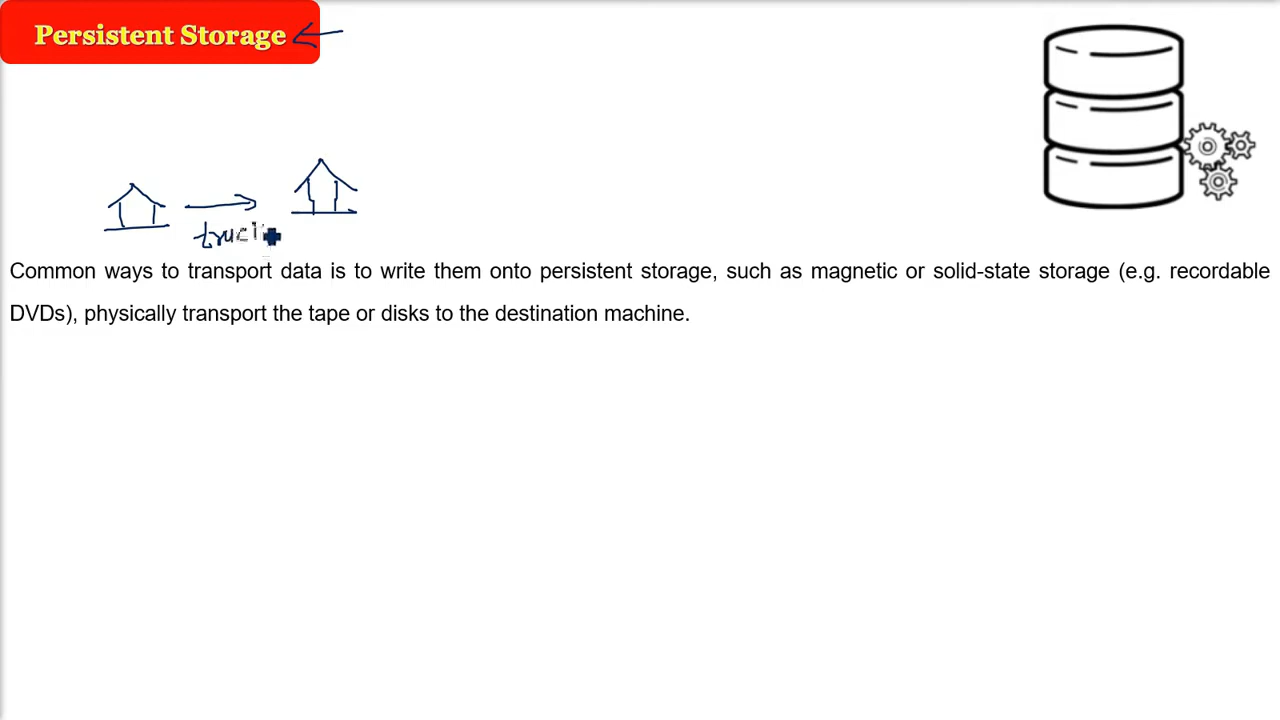 Persistent Storage
Common ways to transport data is to write them onto persistent storage, such as magnetic or solid-state storage (e.g. recordable
DVDs), physically transport the tape or disks to the destination machine.